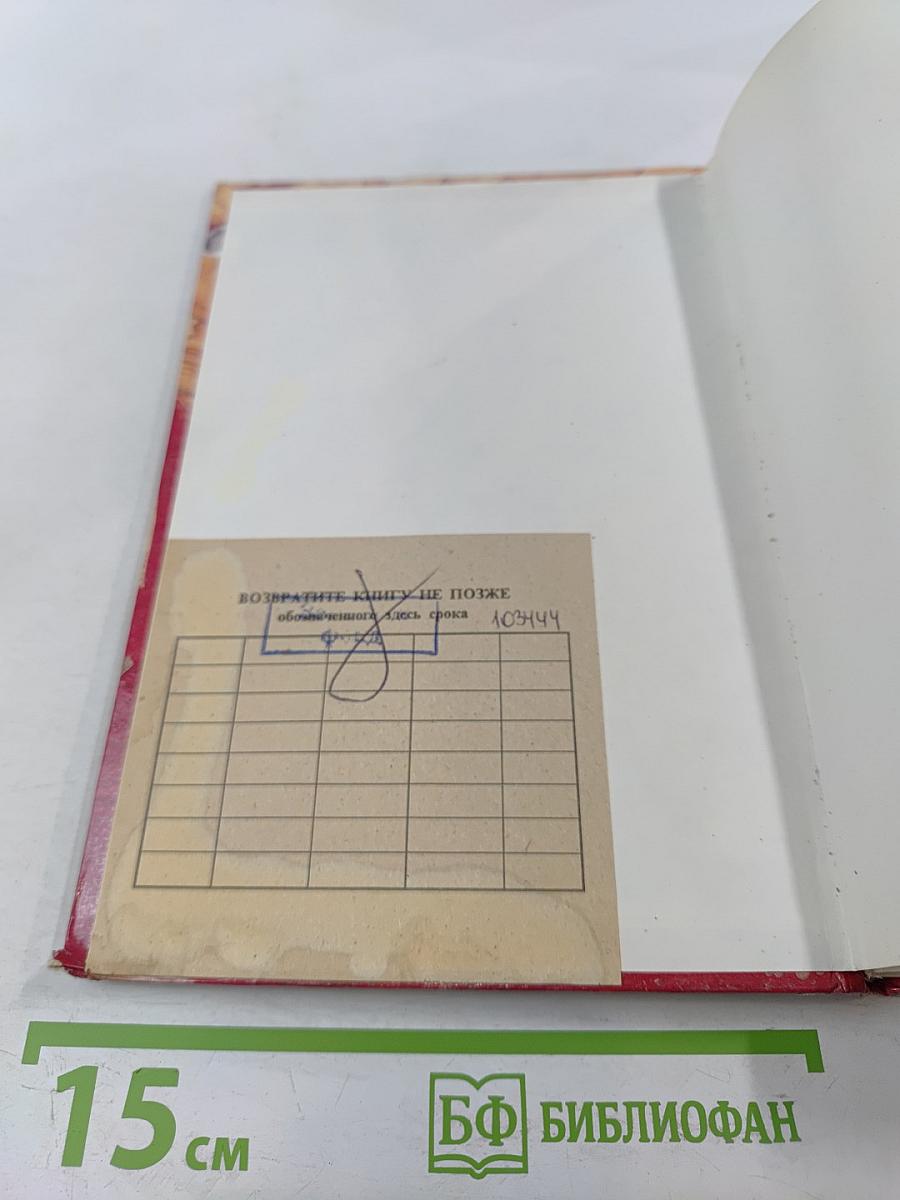 ВОЗВРАТИТЕ КНИГУ НЕ ПОЗЖЕ
обозначенного здесь срока
103444
15 см
БФ БИБЛИОФАН